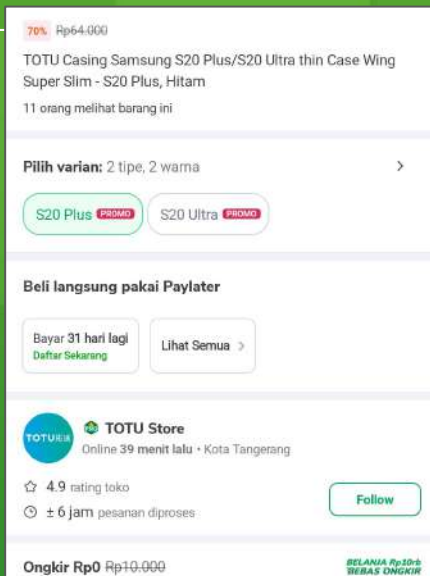 70% Rp64.000
TOTU Casing Samsung S20 Plus/S20 Ultra thin Case Wing
Super Slim - S20 Plus, Hitam
11 orang melihat barang ini
Pilih varian: 2 tipe, 2 warna
S20 Plus PROMO S20 Ultra PROMO
Beli langsung pakai Paylater
Bayar 31 hari lagi
Daftar Sekarang
Lihat Semua
TOTU Store
Online 39 menit lalu • Kota Tangerang
4.9 rating toko
± 6 jam pesanan diproses
Follow
Ongkir Rp0 Rp10.000
BELANJA Rp10rb
BEBAS ONGKIR